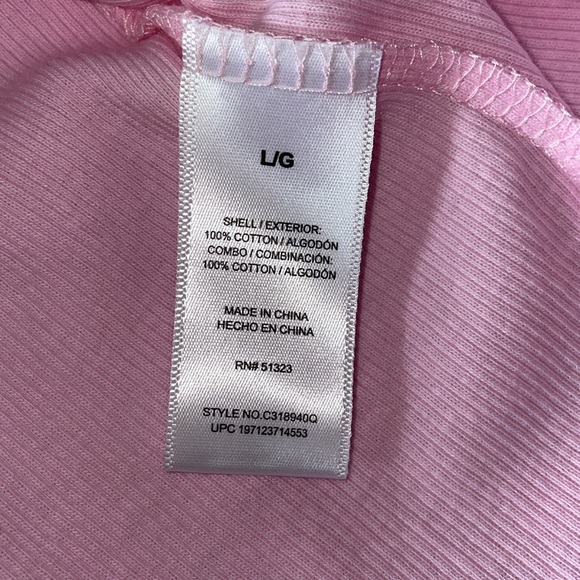 L/G
SHELL / EXTERIOR:
100% COTTON / ALGODÓN
COMBO / COMBINACIÓN:
100% COTTON / ALGODÓN
MADE IN CHINA
HECHO EN CHINA
RN# 51323
STYLE NO.C318940Q
UPC 197123714553